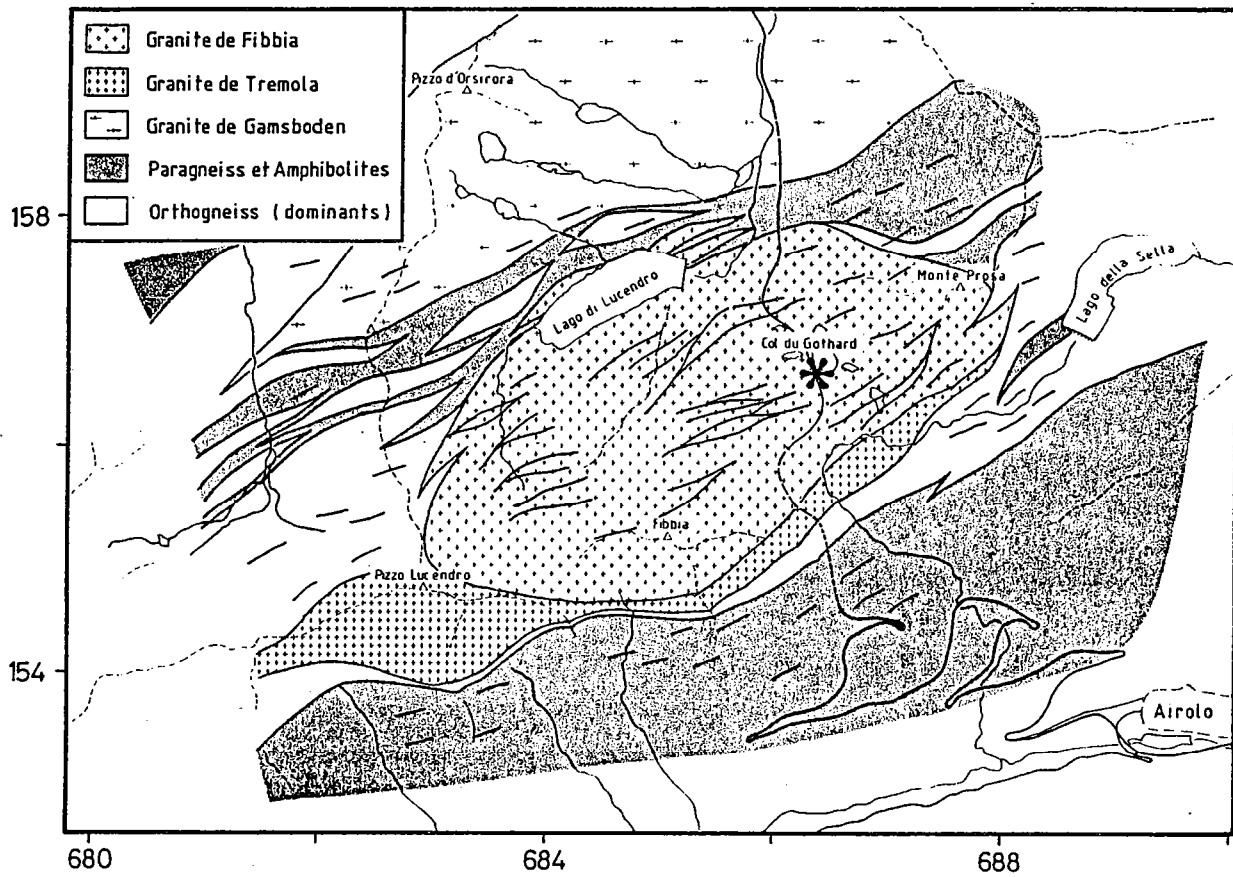 Granite de Fibbia
Granite de Tremola
Granite de Gamsboden
Paragneiss et Amphibolites
Orthogneiss (dominants)
Pizzo d'Orsirora
158
Lago di Lucendro
Monte Prosa
Lago della Sella
Col du Gothard
Fibbia
Pizzo Lucendro
154
Airolo
680
684
688